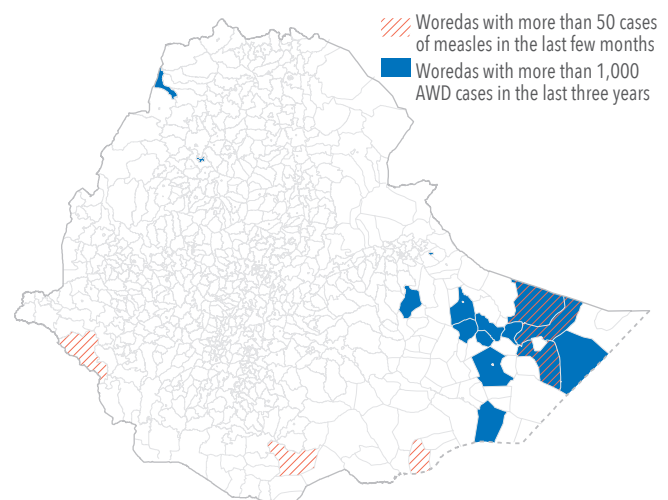 Woredas with more than 50 cases
of measles in the last few months
Woredas with more than 1,000
AWD cases in the last three years